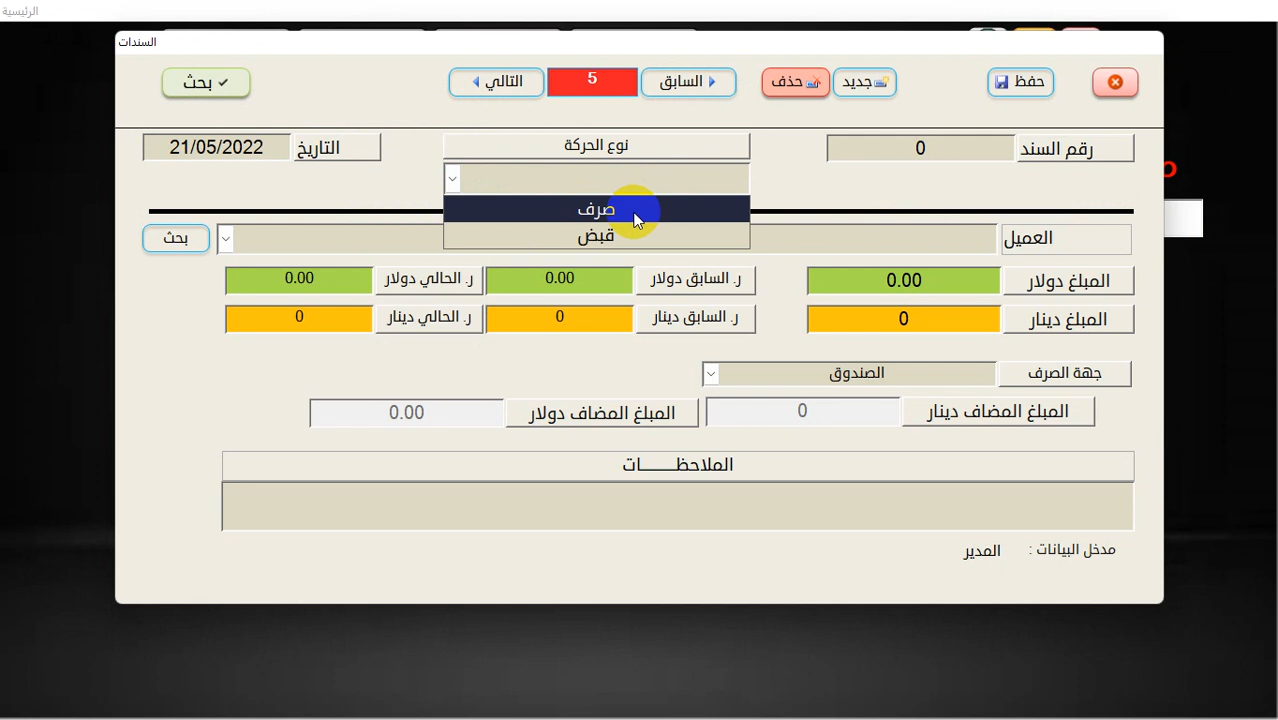 الرئيسية
السندات
حفظ
جديد
حذف
السابق
5
التالي
بحث
رقم السند
0
نوع الحركة
التاريخ
21/05/2022
صرف
قبض
العميل
بحث
المبلغ دولار
0.00
ر. السابق دولار
0.00
ر. الحالي دولار
0.00
المبلغ دينار
0
ر. السابق دينار
0
ر. الحالي دينار
0
جهة الصرف
الصندوق
المبلغ المضاف دينار
0
المبلغ المضاف دولار
0.00
الملاحظـــــات
مدخل البيانات :
المدير